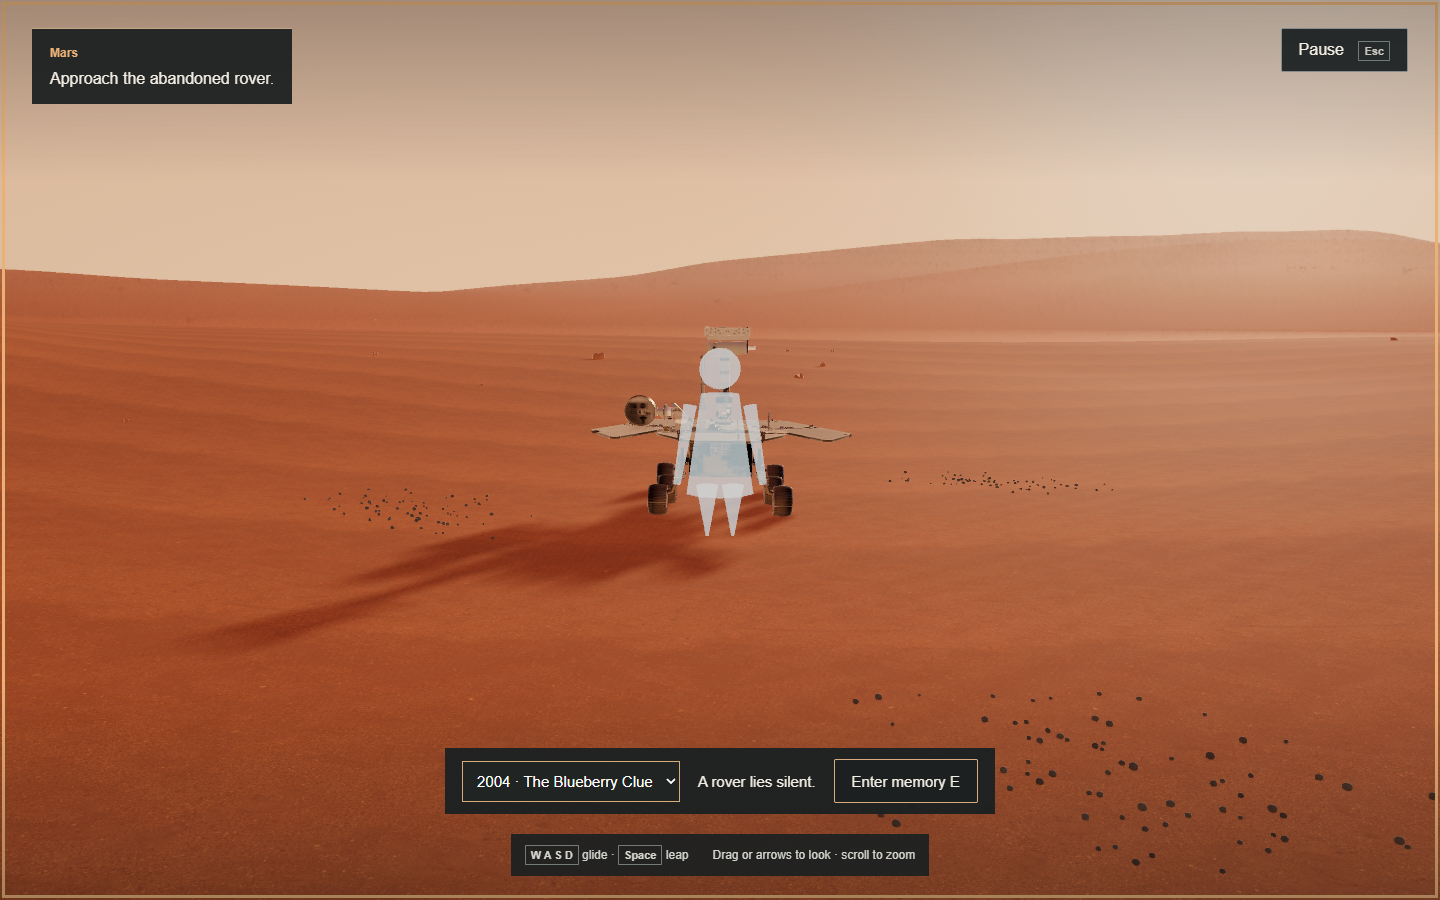 Mars
Approach the abandoned rover.
Pause Esc
2004 · The Blueberry Clue A rover lies silent. Enter memory E
W A S D glide · Space leap Drag or arrows to look · scroll to zoom